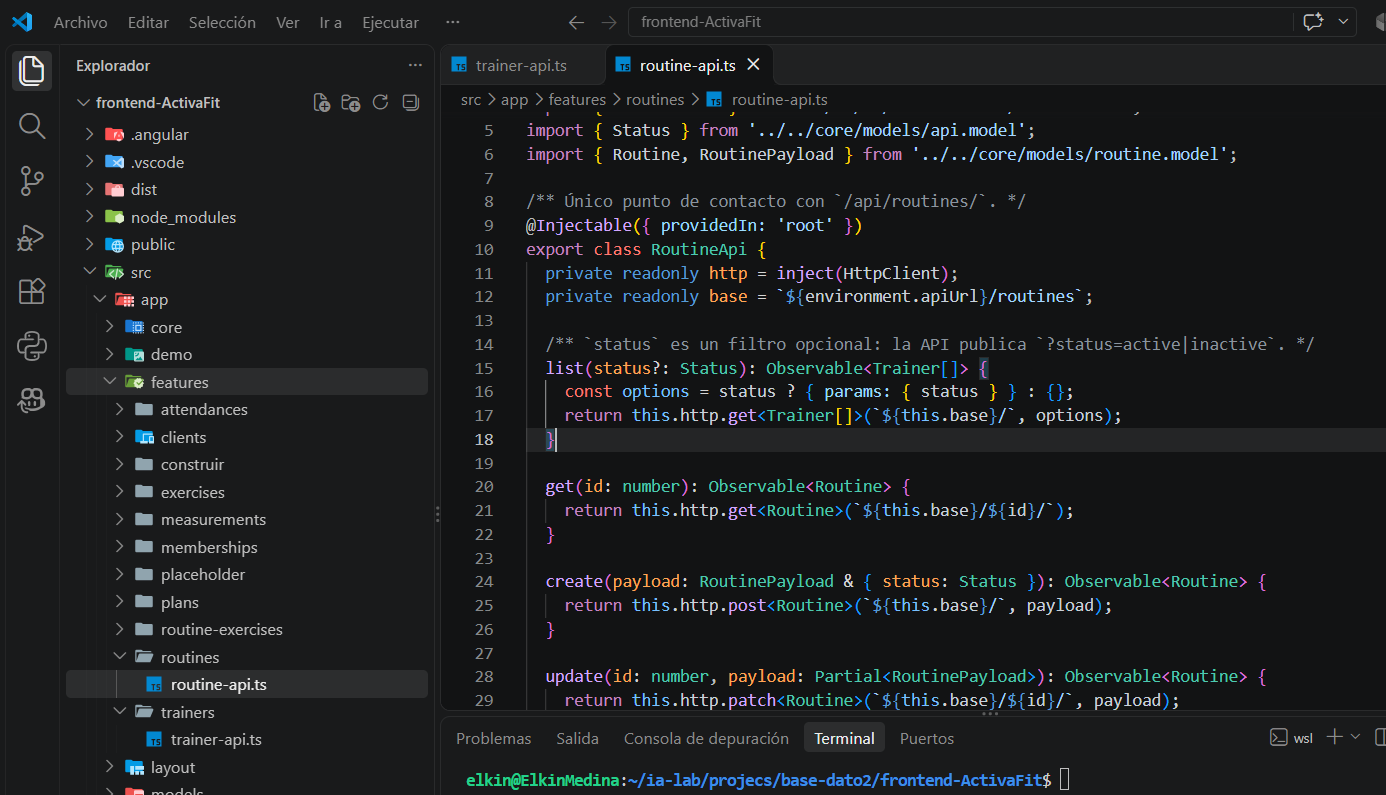 Archivo Editar Selección Ver Ir a Ejecutar ··· frontend-ActivaFit
Explorador ···
frontend-ActivaFit
.angular
.vscode
dist
node_modules
public
src
app
core
demo
features
attendances
clients
construir
exercises
measurements
memberships
placeholder
plans
routine-exercises
routines
TS routine-api.ts
trainers
TS trainer-api.ts
layout
models
TS trainer-api.ts TS routine-api.ts
src > app > features > routines > TS routine-api.ts
5 import { Status } from '../../core/models/api.model';
6 import { Routine, RoutinePayload } from '../../core/models/routine.model';
7
8 /** Único punto de contacto con `/api/routines/`. */
9 @Injectable({ providedIn: 'root' })
10 export class RoutineApi {
11 private readonly http = inject(HttpClient);
12 private readonly base = `${environment.apiUrl}/routines`;
13
14 /** `status` es un filtro opcional: la API publica `?status=active|inactive`. */
15 list(status?: Status): Observable<Trainer[]> {
16 const options = status ? { params: { status } } : {};
17 return this.http.get<Trainer[]>(`${this.base}/`, options);
18 }
19
20 get(id: number): Observable<Routine> {
21 return this.http.get<Routine>(`${this.base}/${id}/`);
22 }
23
24 create(payload: RoutinePayload & { status: Status }): Observable<Routine> {
25 return this.http.post<Routine>(`${this.base}/`, payload);
26 }
27
28 update(id: number, payload: Partial<RoutinePayload>): Observable<Routine> {
29 return this.http.patch<Routine>(`${this.base}/${id}/`, payload);
Problemas Salida Consola de depuración Terminal Puertos wsl
elkin@ElkinMedina:~/ia-lab/projecs/base-dato2/frontend-ActivaFit$